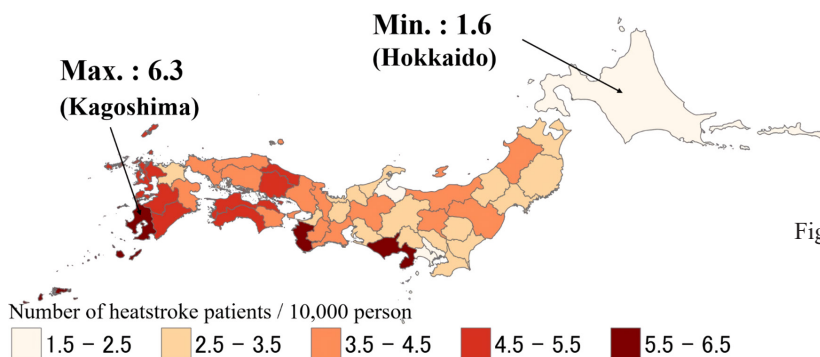 Min. : 1.6
(Hokkaido)
Max. : 6.3
(Kagoshima)
Fig
Number of heatstroke patients / 10,000 person
1.5 – 2.5 2.5 – 3.5 3.5 – 4.5 4.5 – 5.5 5.5 – 6.5